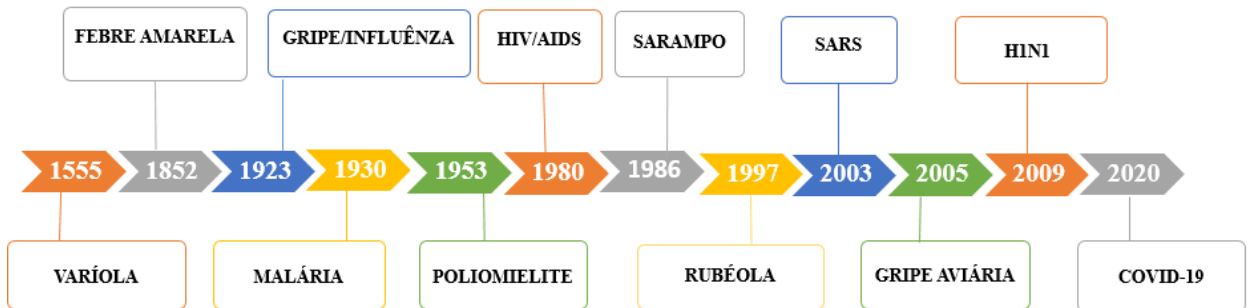 FEBRE AMARELA
GRIPE/INFLUÊNZA
HIV/AIDS
SARAMPO
SARS
H1N1
1555
1852
1923
1930
1953
1980
1986
1997
2003
2005
2009
2020
VARÍOLA
MALÁRIA
POLIOMIELITE
RUBÉOLA
GRIPE AVIÁRIA
COVID-19